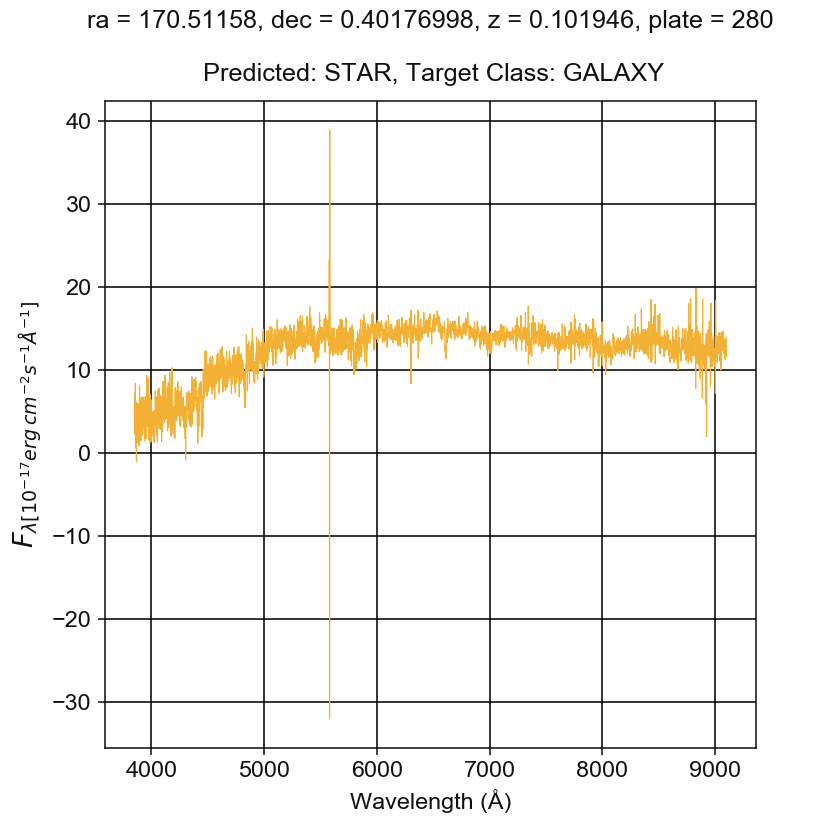 ra = 170.51158, dec = 0.40176998, z = 0.101946, plate = 280
Predicted: STAR, Target Class: GALAXY
40
30
20
10
0
−10
−20
−30
F_{λ[10^{−17} erg cm^{−2} s^{−1} Å^{−1}]}
4000 5000 6000 7000 8000 9000
Wavelength (Å)